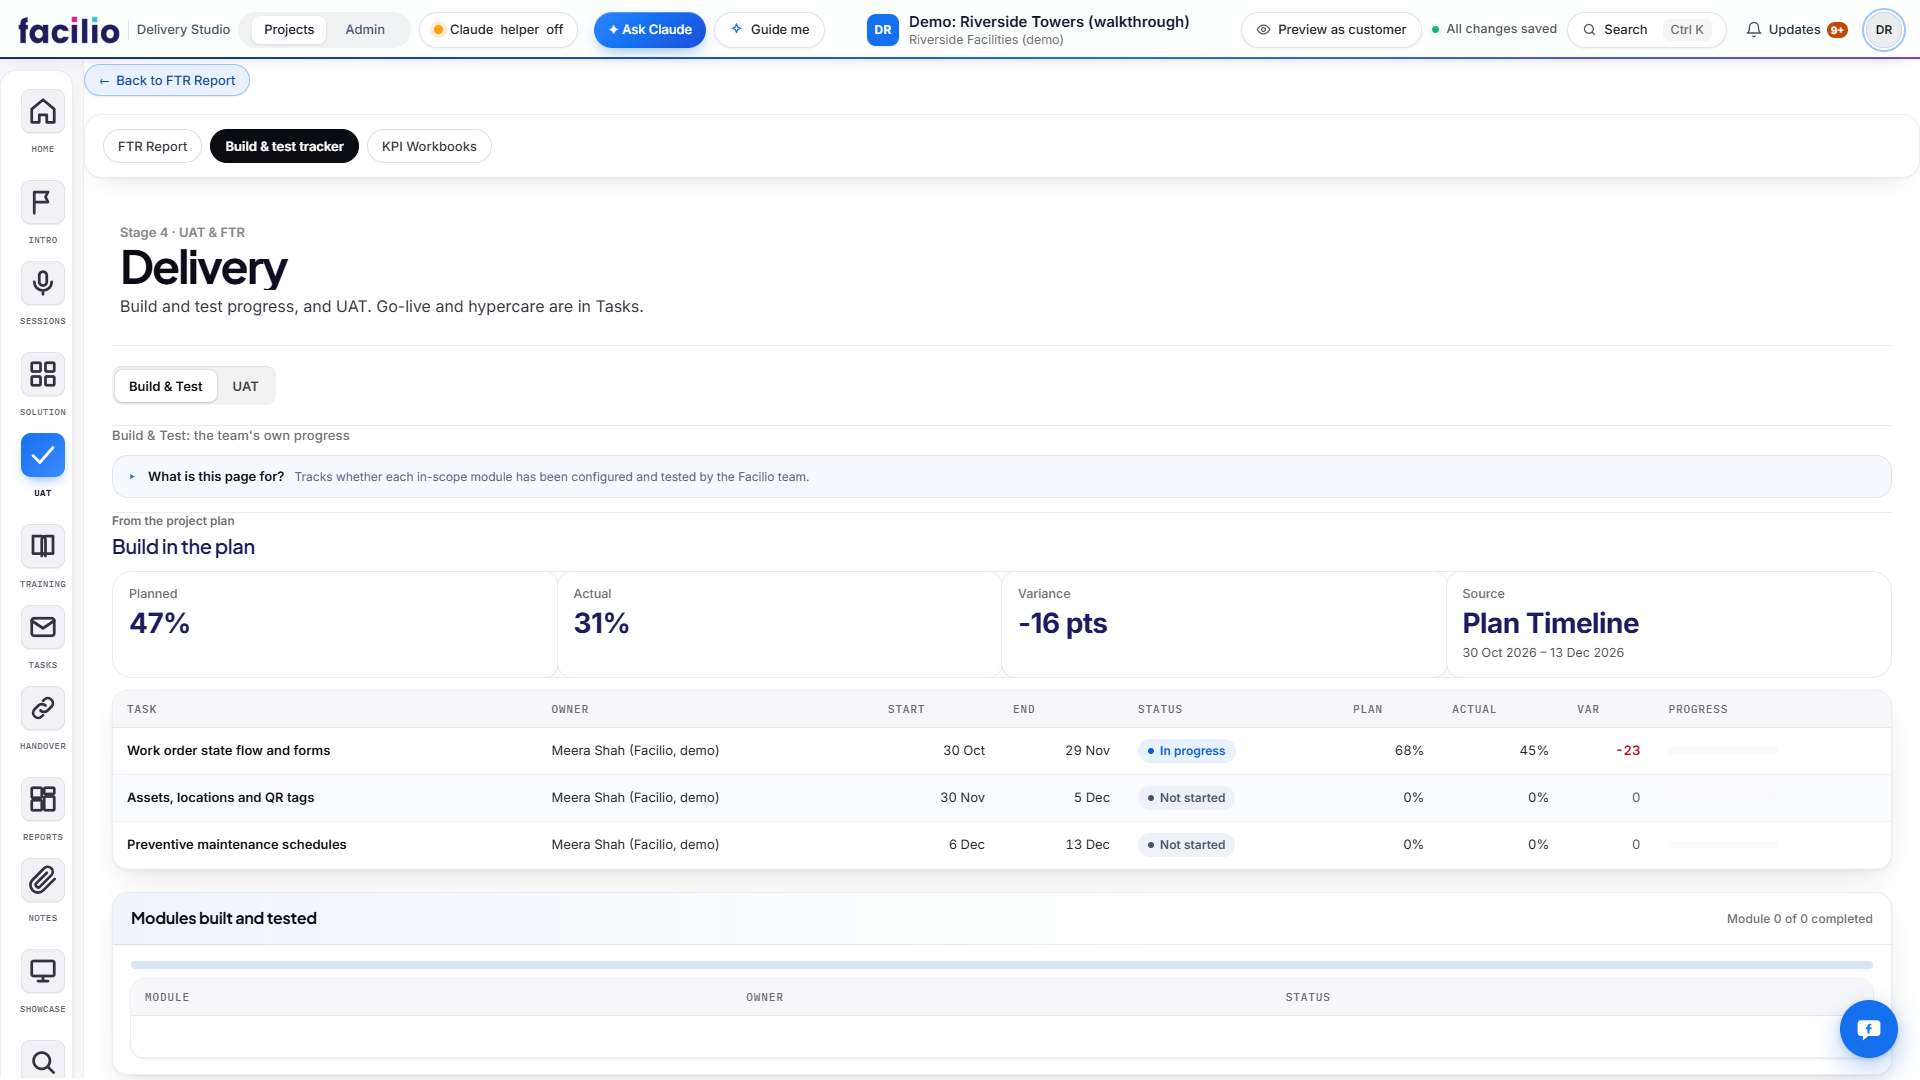 facilio
Delivery Studio
Projects
Admin
Claude helper off
✦ Ask Claude
Guide me
DR
Demo: Riverside Towers (walkthrough)
Riverside Facilities (demo)
Preview as customer
All changes saved
Search
Ctrl K
Updates
9+
DR
← Back to FTR Report
HOME
INTRO
SESSIONS
SOLUTION
UAT
TRAINING
TASKS
HANDOVER
REPORTS
NOTES
SHOWCASE
FTR Report
Build & test tracker
KPI Workbooks
Stage 4 · UAT & FTR
Delivery
Build and test progress, and UAT. Go-live and hypercare are in Tasks.
Build & Test
UAT
Build & Test: the team's own progress
What is this page for? Tracks whether each in-scope module has been configured and tested by the Facilio team.
From the project plan
Build in the plan
Planned
47%
Actual
31%
Variance
-16 pts
Source
Plan Timeline
30 Oct 2026 – 13 Dec 2026
TASK OWNER START END STATUS PLAN ACTUAL VAR PROGRESS
Work order state flow and forms Meera Shah (Facilio, demo) 30 Oct 29 Nov In progress 68% 45% -23
Assets, locations and QR tags Meera Shah (Facilio, demo) 30 Nov 5 Dec Not started 0% 0% 0
Preventive maintenance schedules Meera Shah (Facilio, demo) 6 Dec 13 Dec Not started 0% 0% 0
Modules built and tested
Module 0 of 0 completed
MODULE OWNER STATUS